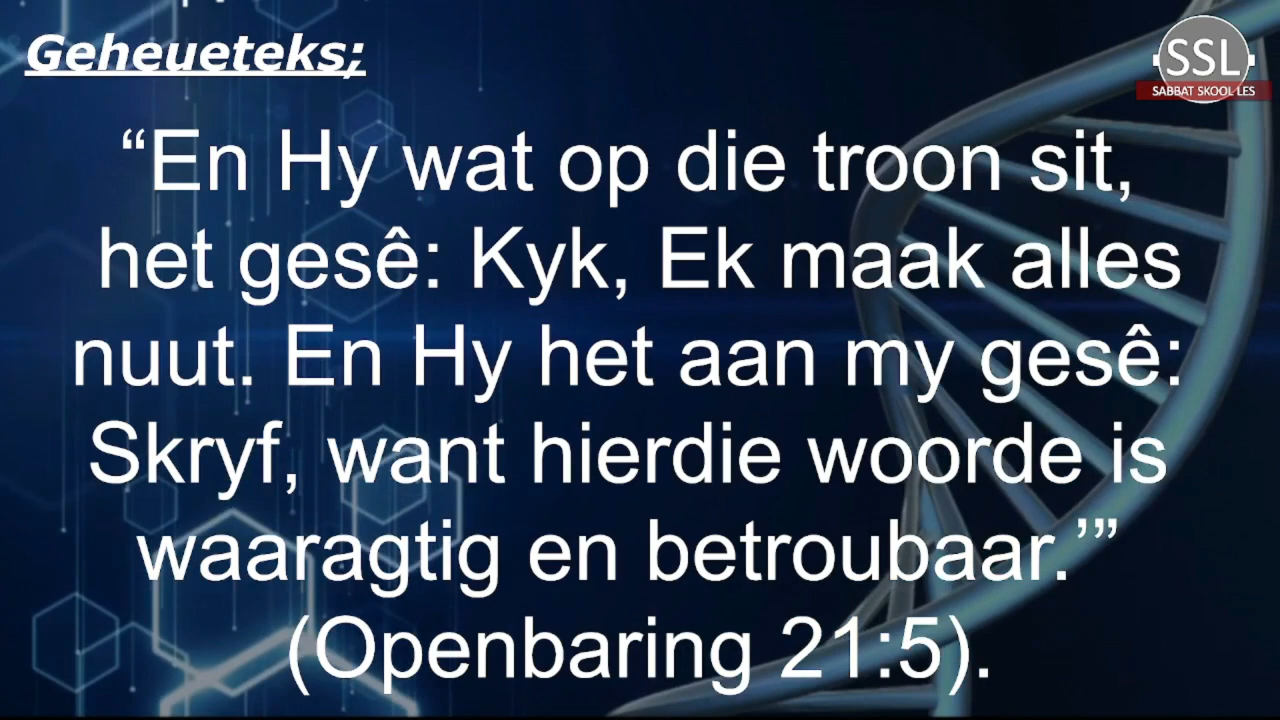 Geheueteks;
SSL
SABBAT SKOOL LES
“En Hy wat op die troon sit,
het gesê: Kyk, Ek maak alles
nuut. En Hy het aan my gesê:
Skryf, want hierdie woorde is
waaragtig en betroubaar.’”
(Openbaring 21:5).